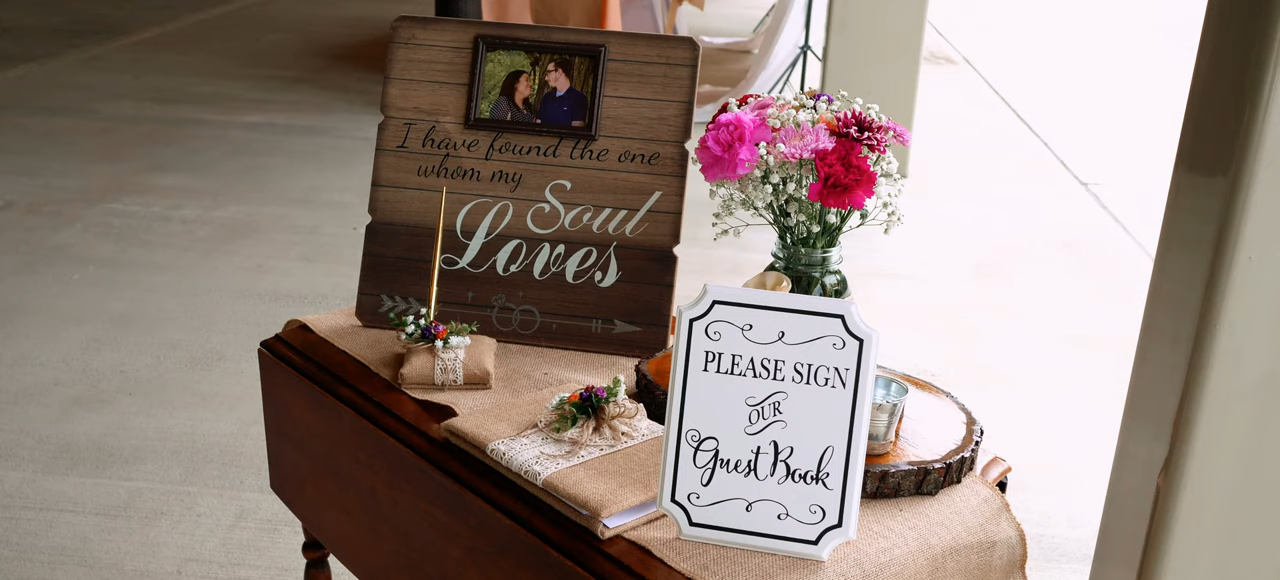 I have found the one
whom my
Soul
Loves
PLEASE SIGN
OUR
Guest Book